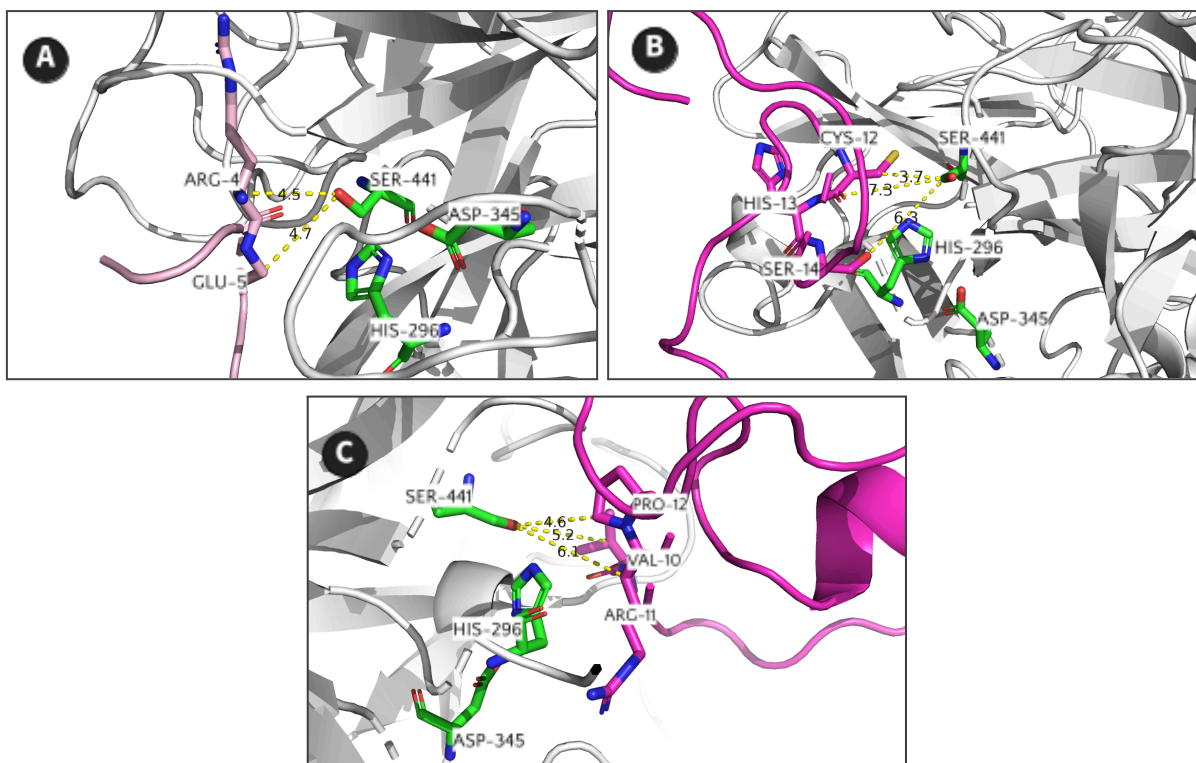 A
ARG-4
4.5
SER-441
ASP-345
4.7
GLU-5
HIS-296
B
CYS-12
SER-441
3.7
7.3
HIS-13
6.3
HIS-296
SER-14
ASP-345
C
SER-441
PRO-12
4.6
5.2
6.1
VAL-10
ARG-11
HIS-296
ASP-345